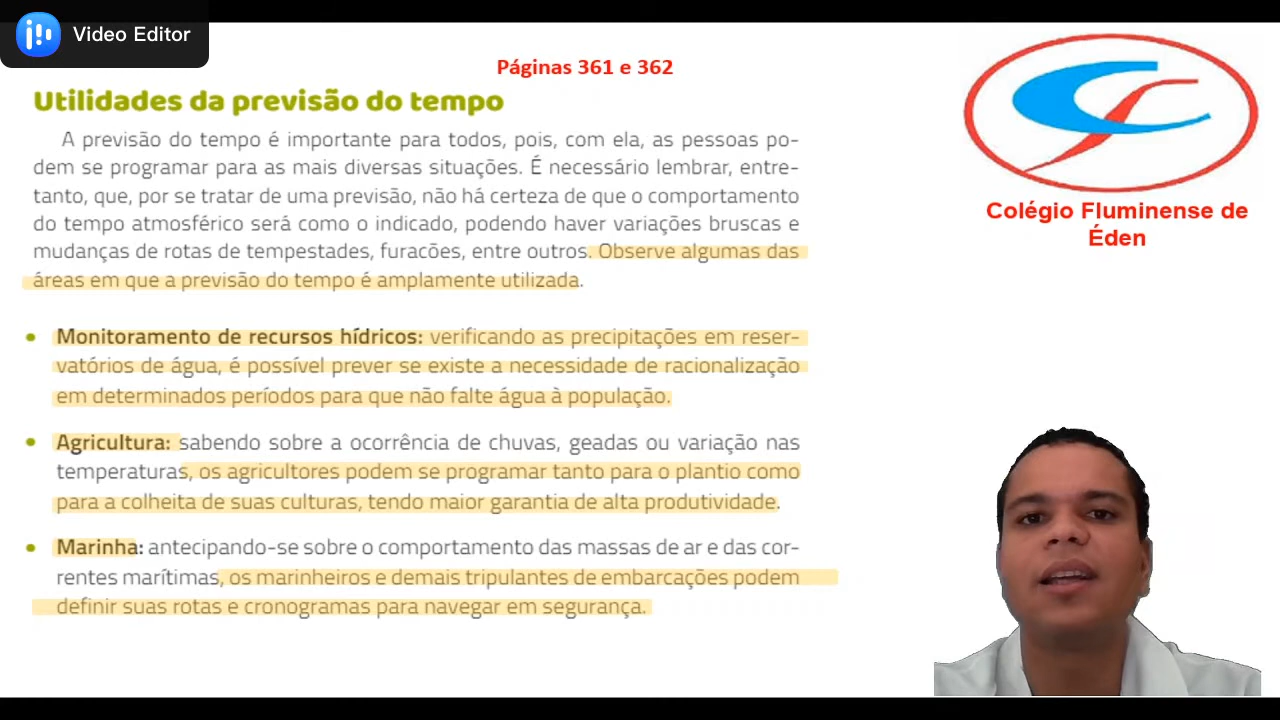 Video Editor
Páginas 361 e 362
Utilidades da previsão do tempo
A previsão do tempo é importante para todos, pois, com ela, as pessoas po-
dem se programar para as mais diversas situações. É necessário lembrar, entre-
tanto, que, por se tratar de uma previsão, não há certeza de que o comportamento
do tempo atmosférico será como o indicado, podendo haver variações bruscas e
mudanças de rotas de tempestades, furacões, entre outros. Observe algumas das
áreas em que a previsão do tempo é amplamente utilizada.
• Monitoramento de recursos hídricos: verificando as precipitações em reser-
vatórios de água, é possível prever se existe a necessidade de racionalização
em determinados períodos para que não falte água à população.
• Agricultura: sabendo sobre a ocorrência de chuvas, geadas ou variação nas
temperaturas, os agricultores podem se programar tanto para o plantio como
para a colheita de suas culturas, tendo maior garantia de alta produtividade.
• Marinha: antecipando-se sobre o comportamento das massas de ar e das cor-
rentes marítimas, os marinheiros e demais tripulantes de embarcações podem
definir suas rotas e cronogramas para navegar em segurança.
Colégio Fluminense de
Éden